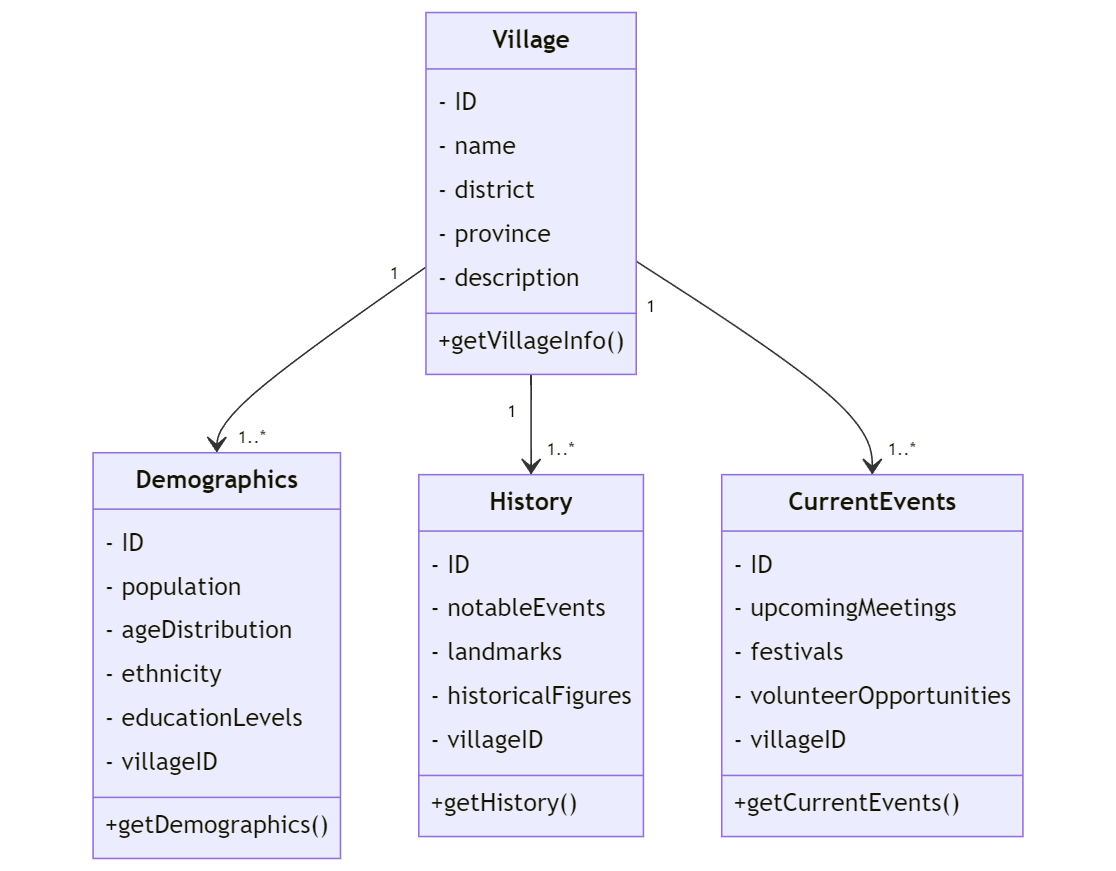 Village
- ID
- name
- district
- province
- description
+getVillageInfo()
1
1
1
1..*
1..*
1..*
Demographics
- ID
- population
- ageDistribution
- ethnicity
- educationLevels
- villageID
+getDemographics()
History
- ID
- notableEvents
- landmarks
- historicalFigures
- villageID
+getHistory()
CurrentEvents
- ID
- upcomingMeetings
- festivals
- volunteerOpportunities
- villageID
+getCurrentEvents()